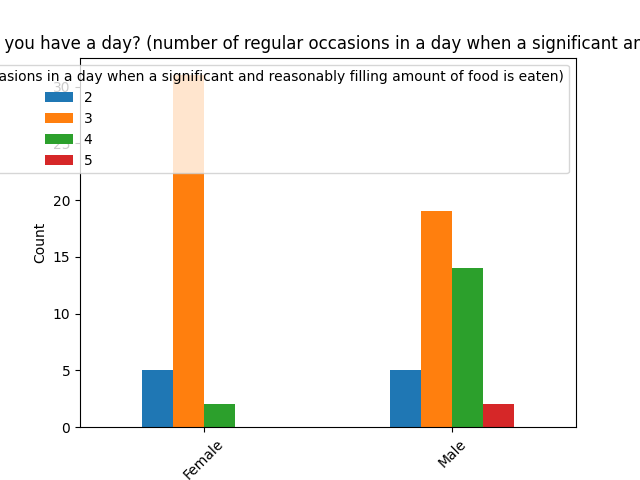 you have a day? (number of regular occasions in a day when a significant
asions in a day when a significant and reasonably filling amount of food is eaten)
2
3
4
5
30
25
20
15
10
5
0
Count
Female
Male